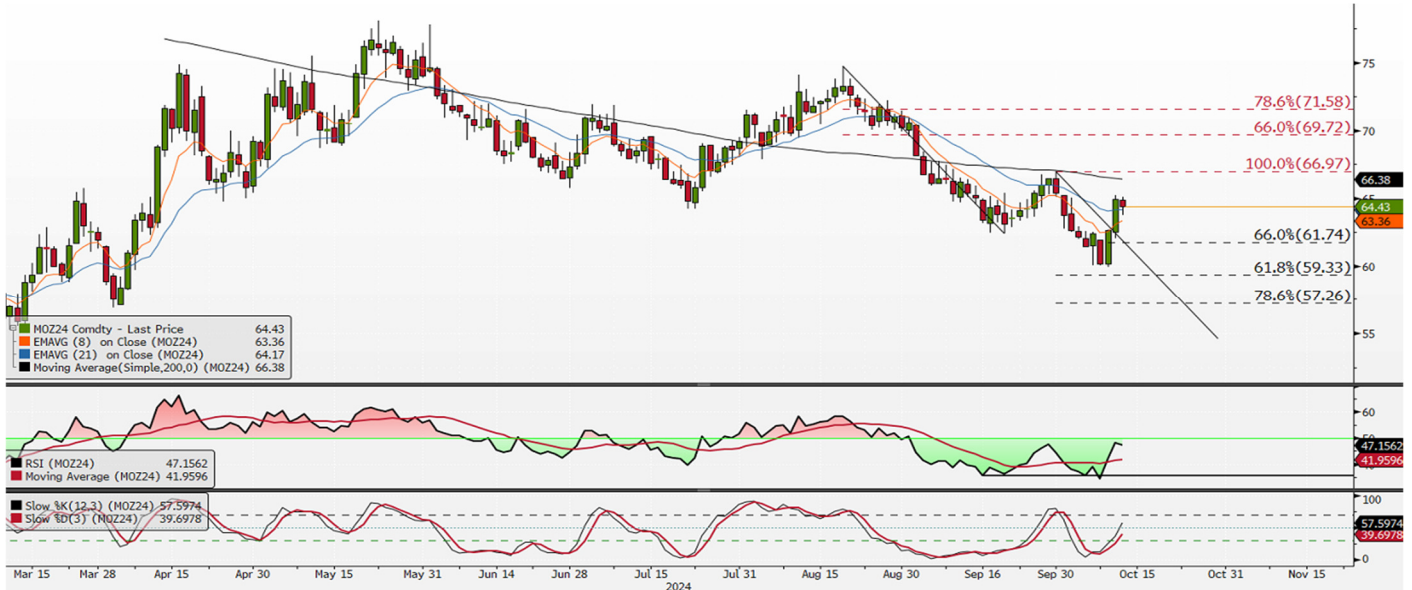 75
78.6%(71.58)
70
66.0%(69.72)
100.0%(66.97)
66.38
65
64.43
63.36
66.0%(61.74)
60
61.8%(59.33)
78.6%(57.26)
55
MOZ24 Comdty - Last Price 64.43
EMAVG (8) on Close (MOZ24) 63.36
EMAVG (21) on Close (MOZ24) 64.17
Moving Average(Simple,200,0) (MOZ24) 66.38
60
47.1562
41.9596
RSI (MOZ24) 47.1562
Moving Average (MOZ24) 41.9596
100
Slow %K(12,3) (MOZ24) 57.5974
Slow %D(3) (MOZ24) 39.6978
57.5974
39.6978
0
Mar 15 Mar 28 Apr 15 Apr 30 May 15 May 31 Jun 14 Jun 28 Jul 15 Jul 31 Aug 15 Aug 30 Sep 16 Sep 30 Oct 15 Oct 31 Nov 15
2024